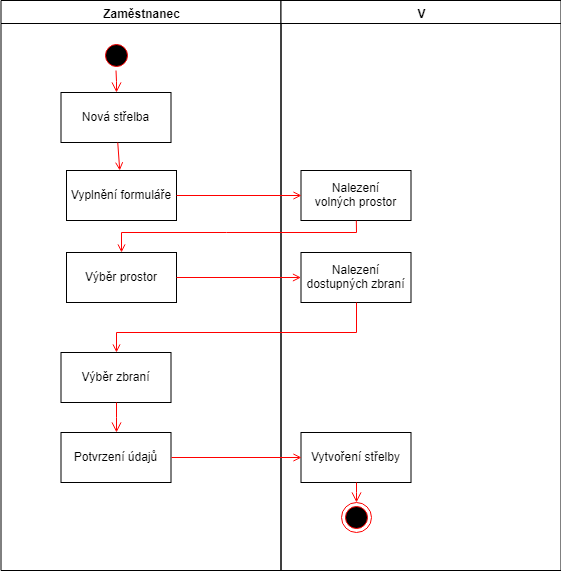 Zaměstnanec
V
Nová střelba
Vyplnění formuláře
Nalezení
volných prostor
Výběr prostor
Nalezení
dostupných zbraní
Výběr zbraní
Potvrzení údajů
Vytvoření střelby